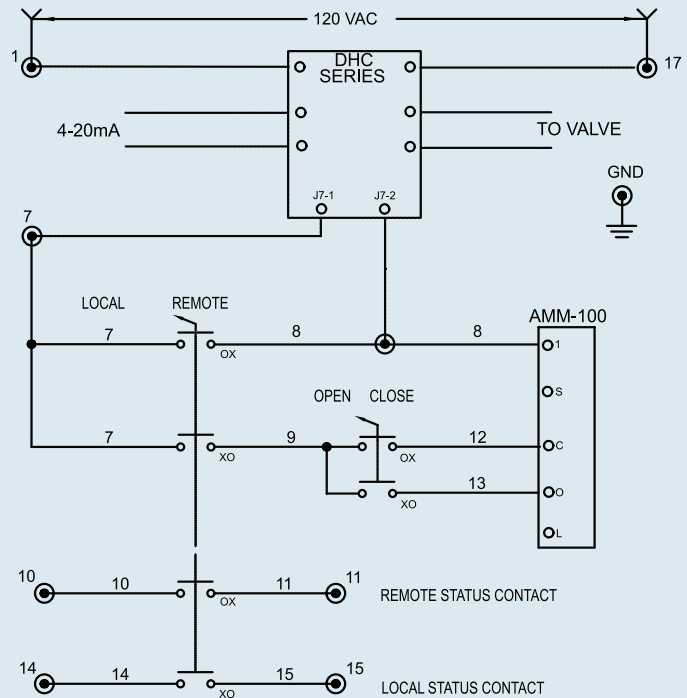 120 VAC
1
DHC
SERIES
17
4-20mA
TO VALVE
GND
J7-1
J7-2
7
LOCAL
REMOTE
AMM-100
7
8
8
1
OX
S
OPEN
CLOSE
7
9
12
C
XO
OX
13
O
XO
L
10
10
11
11
REMOTE STATUS CONTACT
OX
14
14
15
15
LOCAL STATUS CONTACT
XO